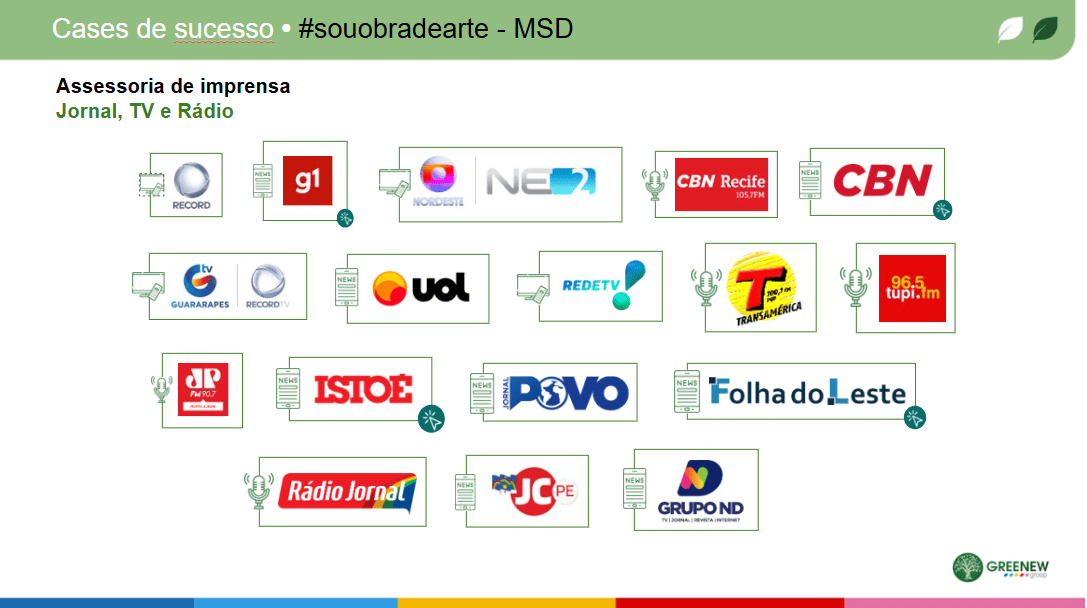 Cases de sucesso • #souobradearte - MSD
Assessoria de imprensa
Jornal, TV e Rádio
RECORD
NEWS
g1
NORDESTE
NE2
CBN Recife
105,7FM
NEWS
CBN
tv
GUARARAPES
RECORDTV
NEWS
UOL
REDETV
T
100,1 FM
TRANSAMÉRICA
96.5
tupi.fm
JP
FM 90.7
NEWS
ISTOÉ
NEWS
JORNAL
POVO
NEWS
Folha do Leste
Rádio Jornal
NEWS
JC
PE
NEWS
GRUPO ND
TV | JORNAL | REVISTA | INTERNET
GREENEW
group